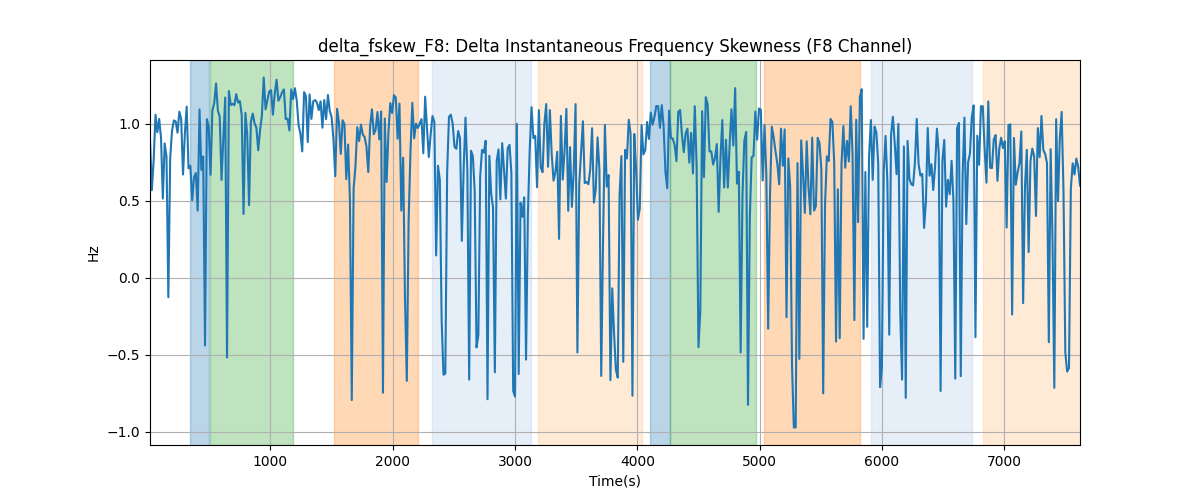 delta_fskew_F8: Delta Instantaneous Frequency Skewness (F8 Channel)
1.0
0.5
0.0
−0.5
−1.0
Hz
1000 2000 3000 4000 5000 6000 7000
Time(s)